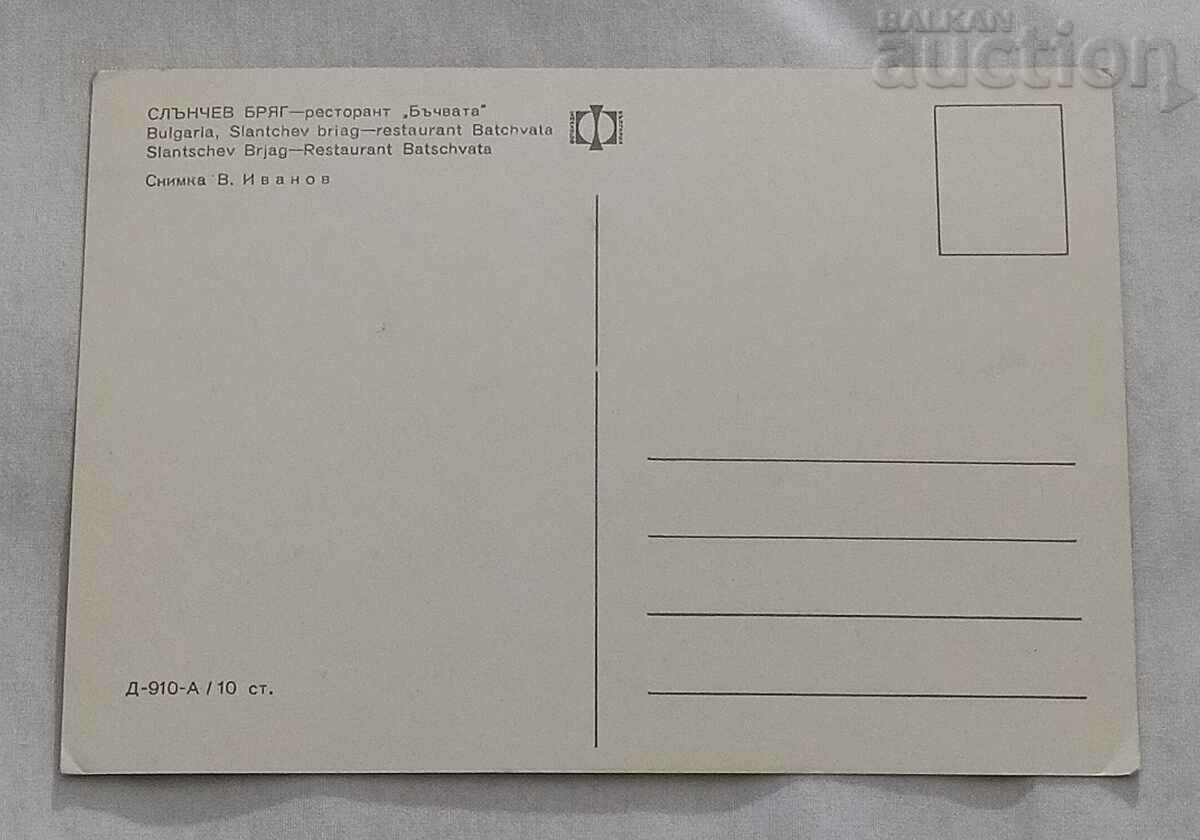 BALKAN
auction
СЛЪНЧЕВ БРЯГ—ресторант „Бъчвата"
Bulgaria, Slantchev briag—restaurant Batchvata
Slantschev Brjag—Restaurant Batschvata
Снимка В. Иванов
Д-910-А / 10 ст.